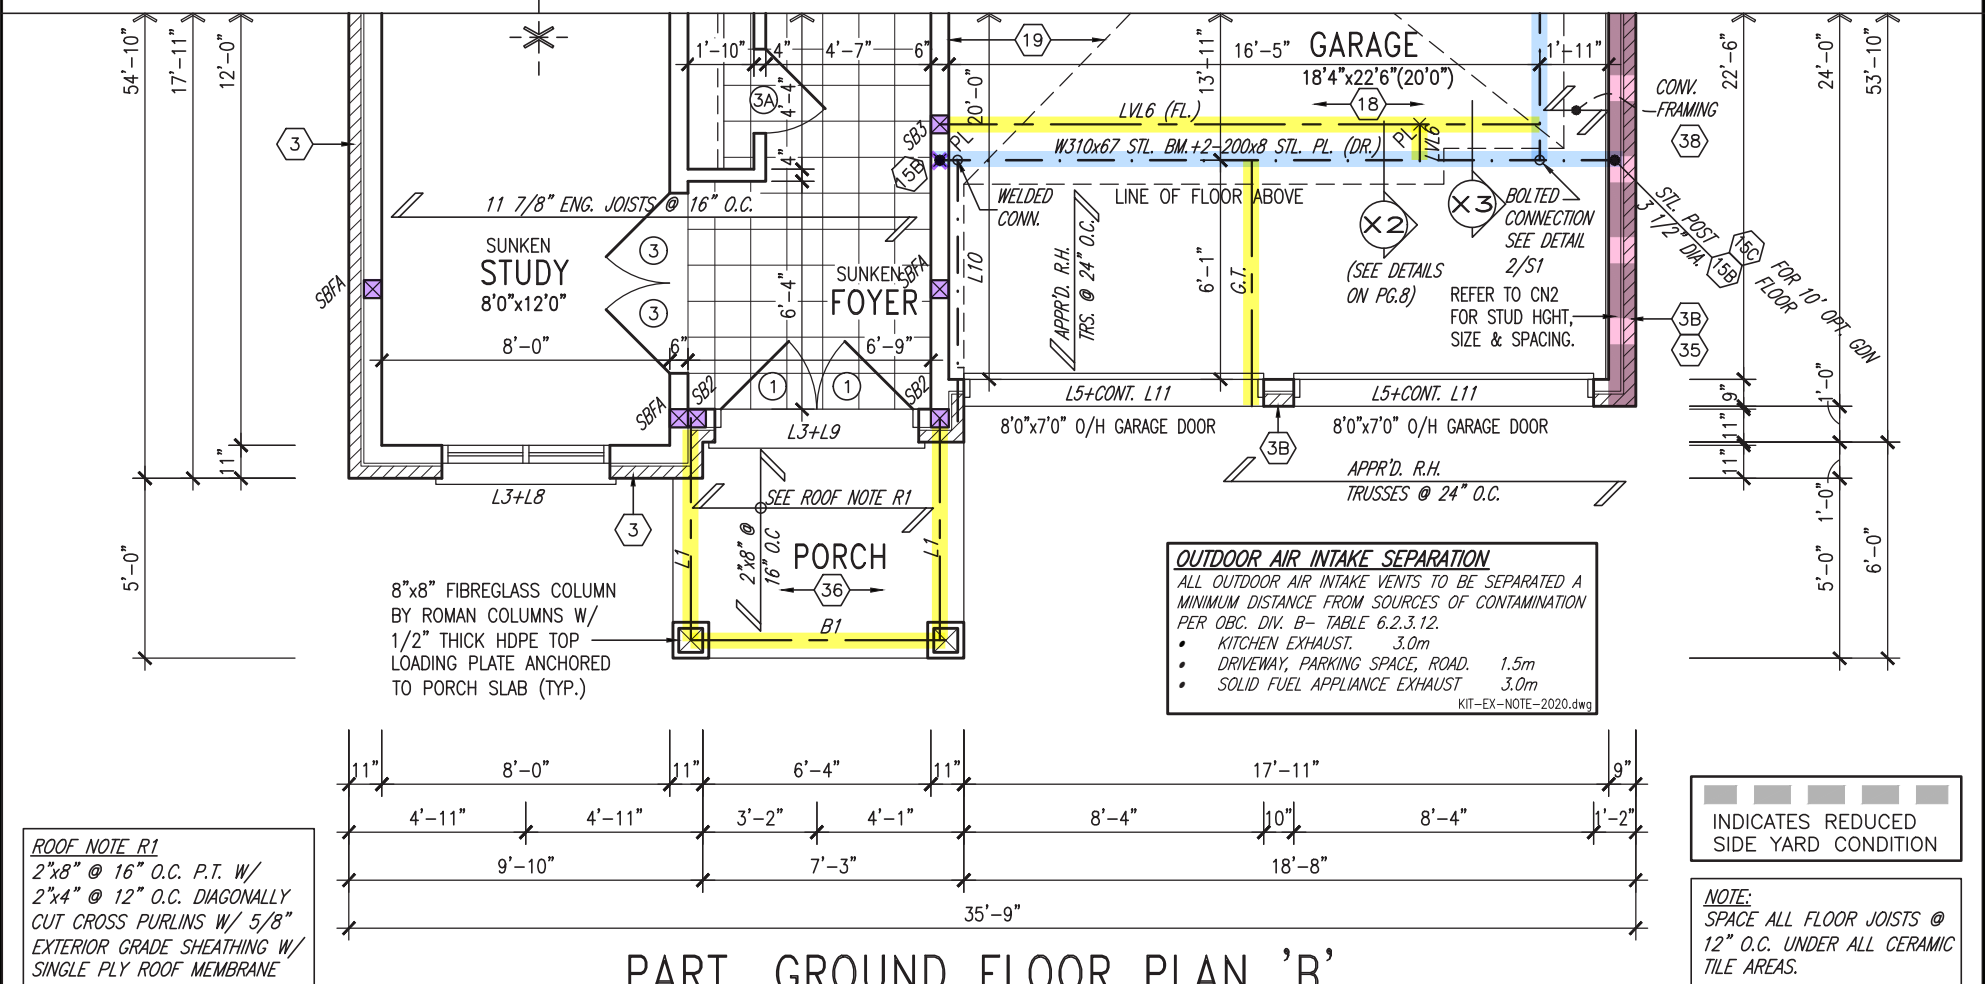 54'-10"
17'-11"
12'-0"
1'-10"
4"
4'-7"
6"
19
16'-5"
GARAGE
18'4"x22'6"(20'0")
1'-11"
22'-6"
24'-0"
53'-10"
13'-11"
20'-0"
18
CONV.
FRAMING
38
3A
4'-4"
4"
3
SB3
PL
LVL6 (FL.)
PL
LVL6
W310x67 STL. BM.+2-200x8 STL. PL. (DR.)
15B
WELDED
CONN.
LINE OF FLOOR ABOVE
X2
X3
BOLTED
CONNECTION
SEE DETAIL
2/S1
STL. POST
3 1/2" DIA.
15C
15B
FOR 10' OPT. GDN
FLOOR
11 7/8" ENG. JOISTS @ 16" O.C.
SUNKEN
STUDY
8'0"x12'0"
3
3
SBFA
SUNKEN
FOYER
SBFA
6'-4"
L10
APPR'D. R.H.
TRS. @ 24" O.C.
6'-1"
G.T.
(SEE DETAILS
ON PG.8)
REFER TO CN2
FOR STUD HGHT,
SIZE & SPACING.
3B
35
8'-0"
6"
6'-9"
1
1
SBFA
SB2
SB2
L3+L9
L5+CONT. L11
L5+CONT. L11
8'0"x7'0" O/H GARAGE DOOR
8'0"x7'0" O/H GARAGE DOOR
3B
9"
11"
11"
1'-0"
1'-0"
11"
L3+L8
3
APPR'D. R.H.
TRUSSES @ 24" O.C.
SEE ROOF NOTE R1
2"x8" @
16" O.C
PORCH
36
L1
L1
B1
5'-0"
5'-0"
6'-0"
8"x8" FIBREGLASS COLUMN
BY ROMAN COLUMNS W/
1/2" THICK HDPE TOP
LOADING PLATE ANCHORED
TO PORCH SLAB (TYP.)
OUTDOOR AIR INTAKE SEPARATION
ALL OUTDOOR AIR INTAKE VENTS TO BE SEPARATED A
MINIMUM DISTANCE FROM SOURCES OF CONTAMINATION
PER OBC. DIV. B- TABLE 6.2.3.12.
• KITCHEN EXHAUST. 3.0m
• DRIVEWAY, PARKING SPACE, ROAD. 1.5m
• SOLID FUEL APPLIANCE EXHAUST 3.0m
KIT-EX-NOTE-2020.dwg
11"
8'-0"
11"
6'-4"
11"
17'-11"
9"
4'-11"
4'-11"
3'-2"
4'-1"
8'-4"
10"
8'-4"
1'-2"
9'-10"
7'-3"
18'-8"
35'-9"
INDICATES REDUCED
SIDE YARD CONDITION
ROOF NOTE R1
2"x8" @ 16" O.C. P.T. W/
2"x4" @ 12" O.C. DIAGONALLY
CUT CROSS PURLINS W/ 5/8"
EXTERIOR GRADE SHEATHING W/
SINGLE PLY ROOF MEMBRANE
NOTE:
SPACE ALL FLOOR JOISTS @
12" O.C. UNDER ALL CERAMIC
TILE AREAS.
PART GROUND FLOOR PLAN 'B'